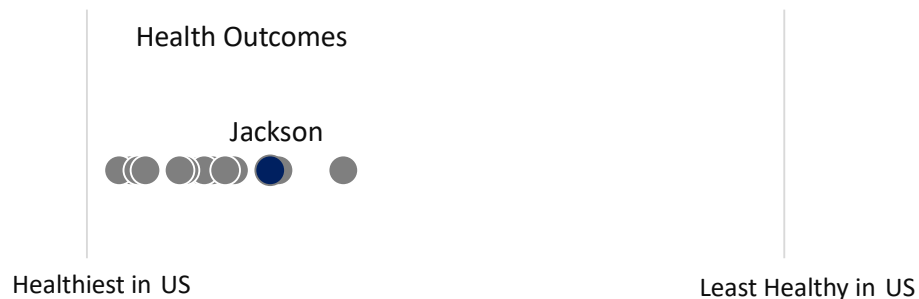 Health Outcomes
Jackson
Healthiest in US
Least Healthy in US